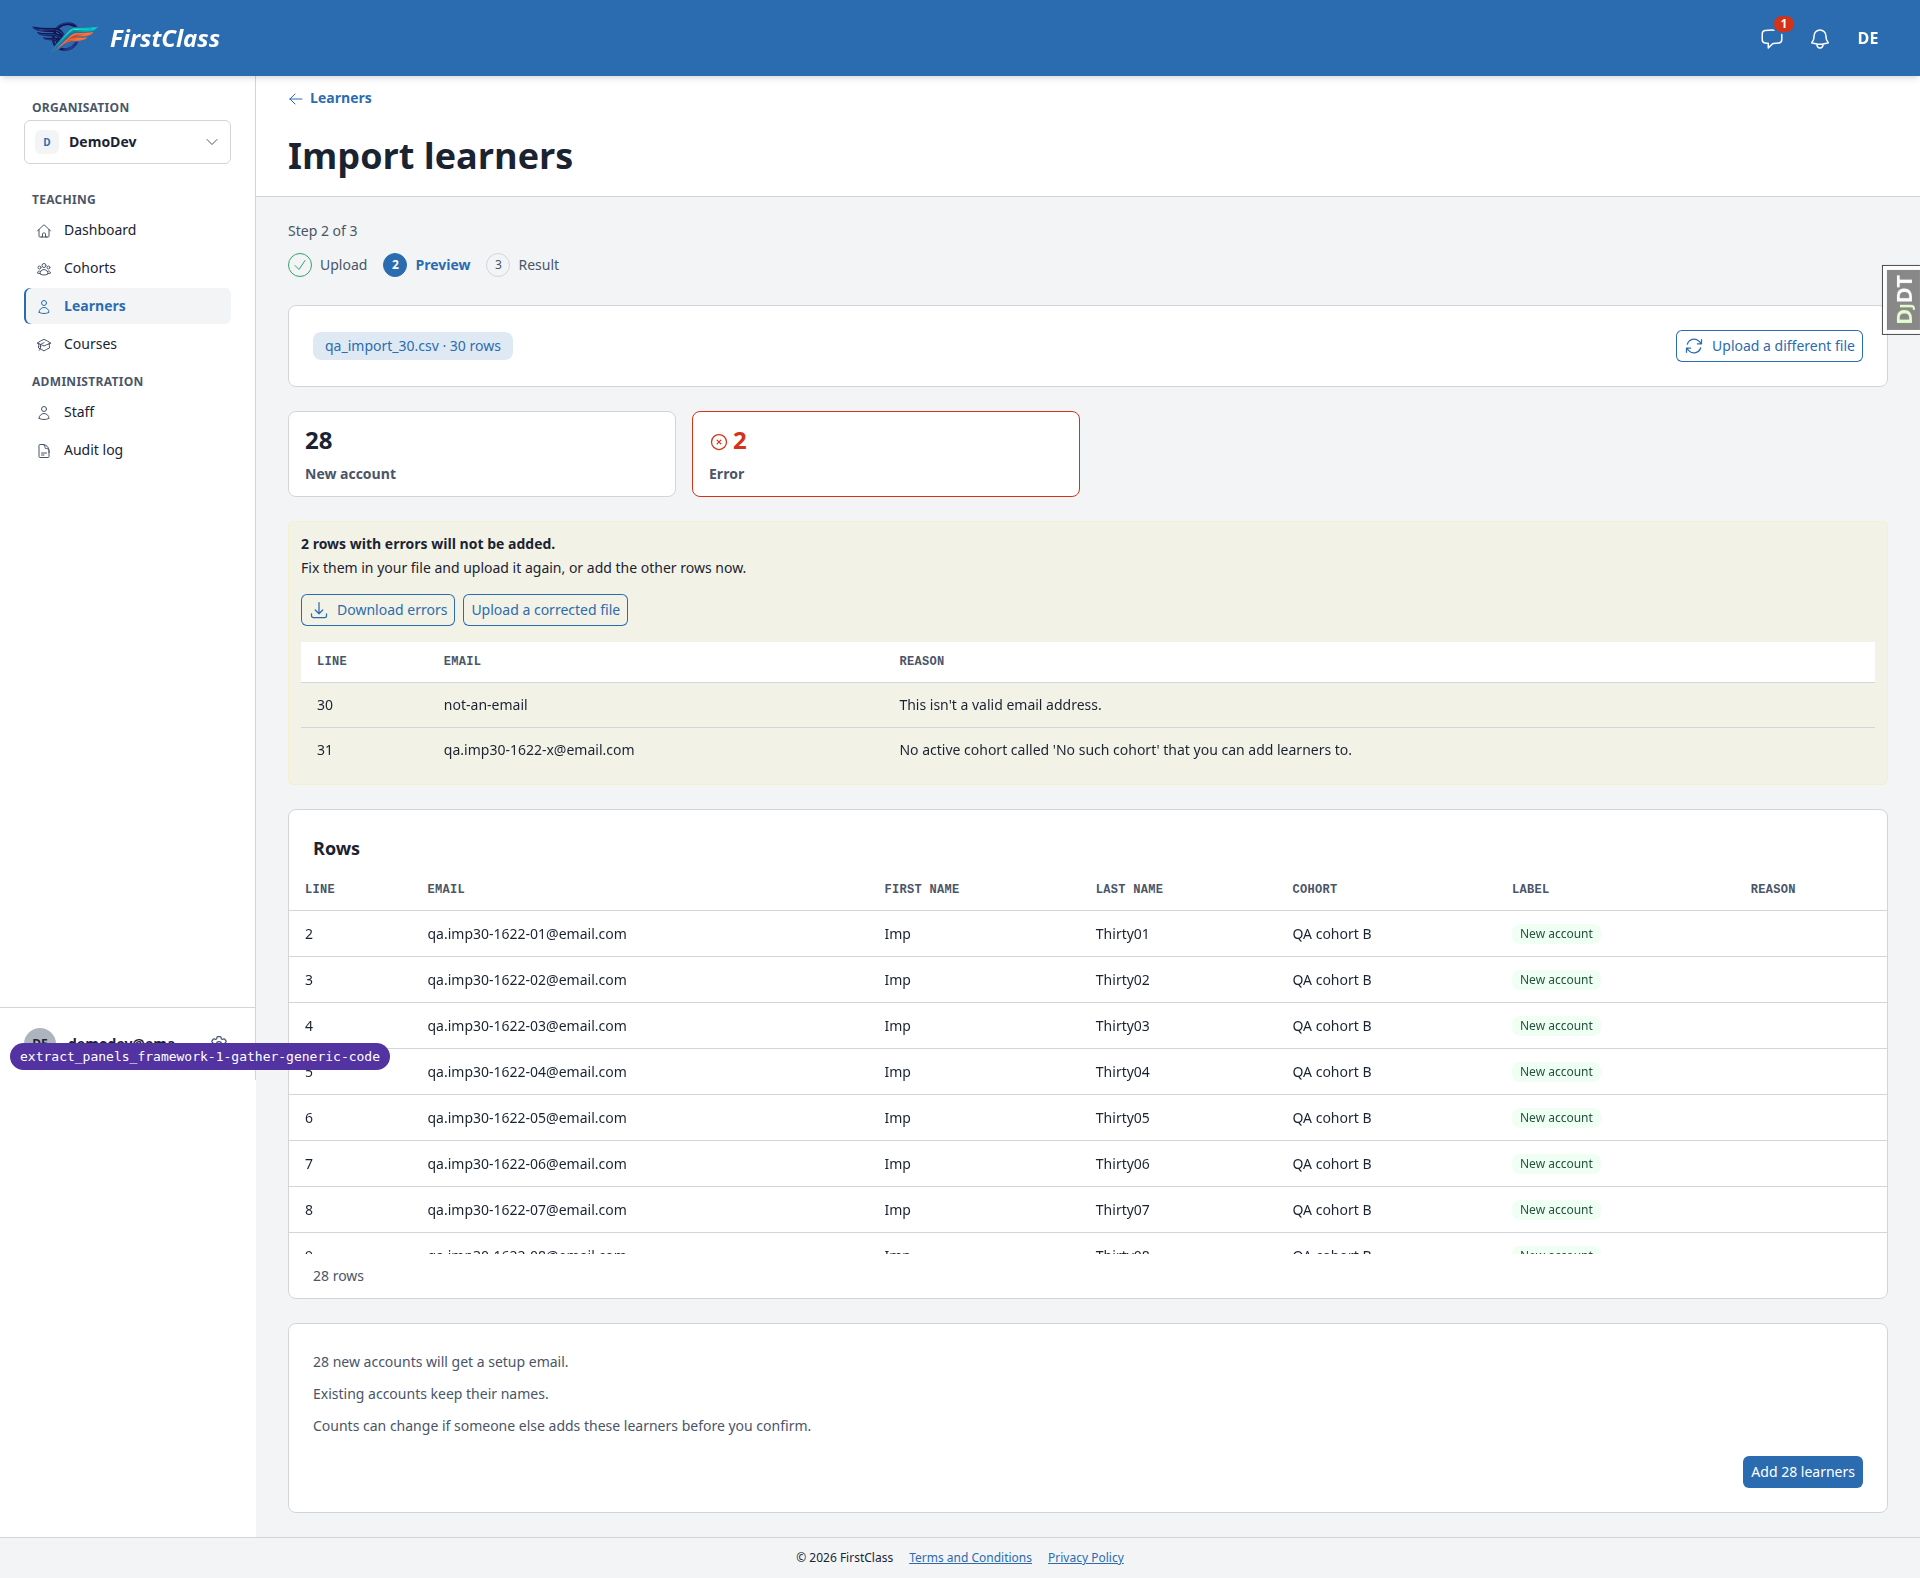 FirstClass
1
DE
ORGANISATION
D DemoDev
TEACHING
Dashboard
Cohorts
Learners
Courses
ADMINISTRATION
Staff
Audit log
extract_panels_framework-1-gather-generic-code
Learners
Import learners
Step 2 of 3
Upload 2 Preview 3 Result
DjDT
qa_import_30.csv · 30 rows
Upload a different file
28
New account
2
Error
2 rows with errors will not be added.
Fix them in your file and upload it again, or add the other rows now.
Download errors
Upload a corrected file
LINE EMAIL REASON
30 not-an-email This isn't a valid email address.
31 qa.imp30-1622-x@email.com No active cohort called 'No such cohort' that you can add learners to.
Rows
LINE EMAIL FIRST NAME LAST NAME COHORT LABEL REASON
2 qa.imp30-1622-01@email.com Imp Thirty01 QA cohort B New account
3 qa.imp30-1622-02@email.com Imp Thirty02 QA cohort B New account
4 qa.imp30-1622-03@email.com Imp Thirty03 QA cohort B New account
5 qa.imp30-1622-04@email.com Imp Thirty04 QA cohort B New account
6 qa.imp30-1622-05@email.com Imp Thirty05 QA cohort B New account
7 qa.imp30-1622-06@email.com Imp Thirty06 QA cohort B New account
8 qa.imp30-1622-07@email.com Imp Thirty07 QA cohort B New account
28 rows
28 new accounts will get a setup email.
Existing accounts keep their names.
Counts can change if someone else adds these learners before you confirm.
Add 28 learners
© 2026 FirstClass Terms and Conditions Privacy Policy